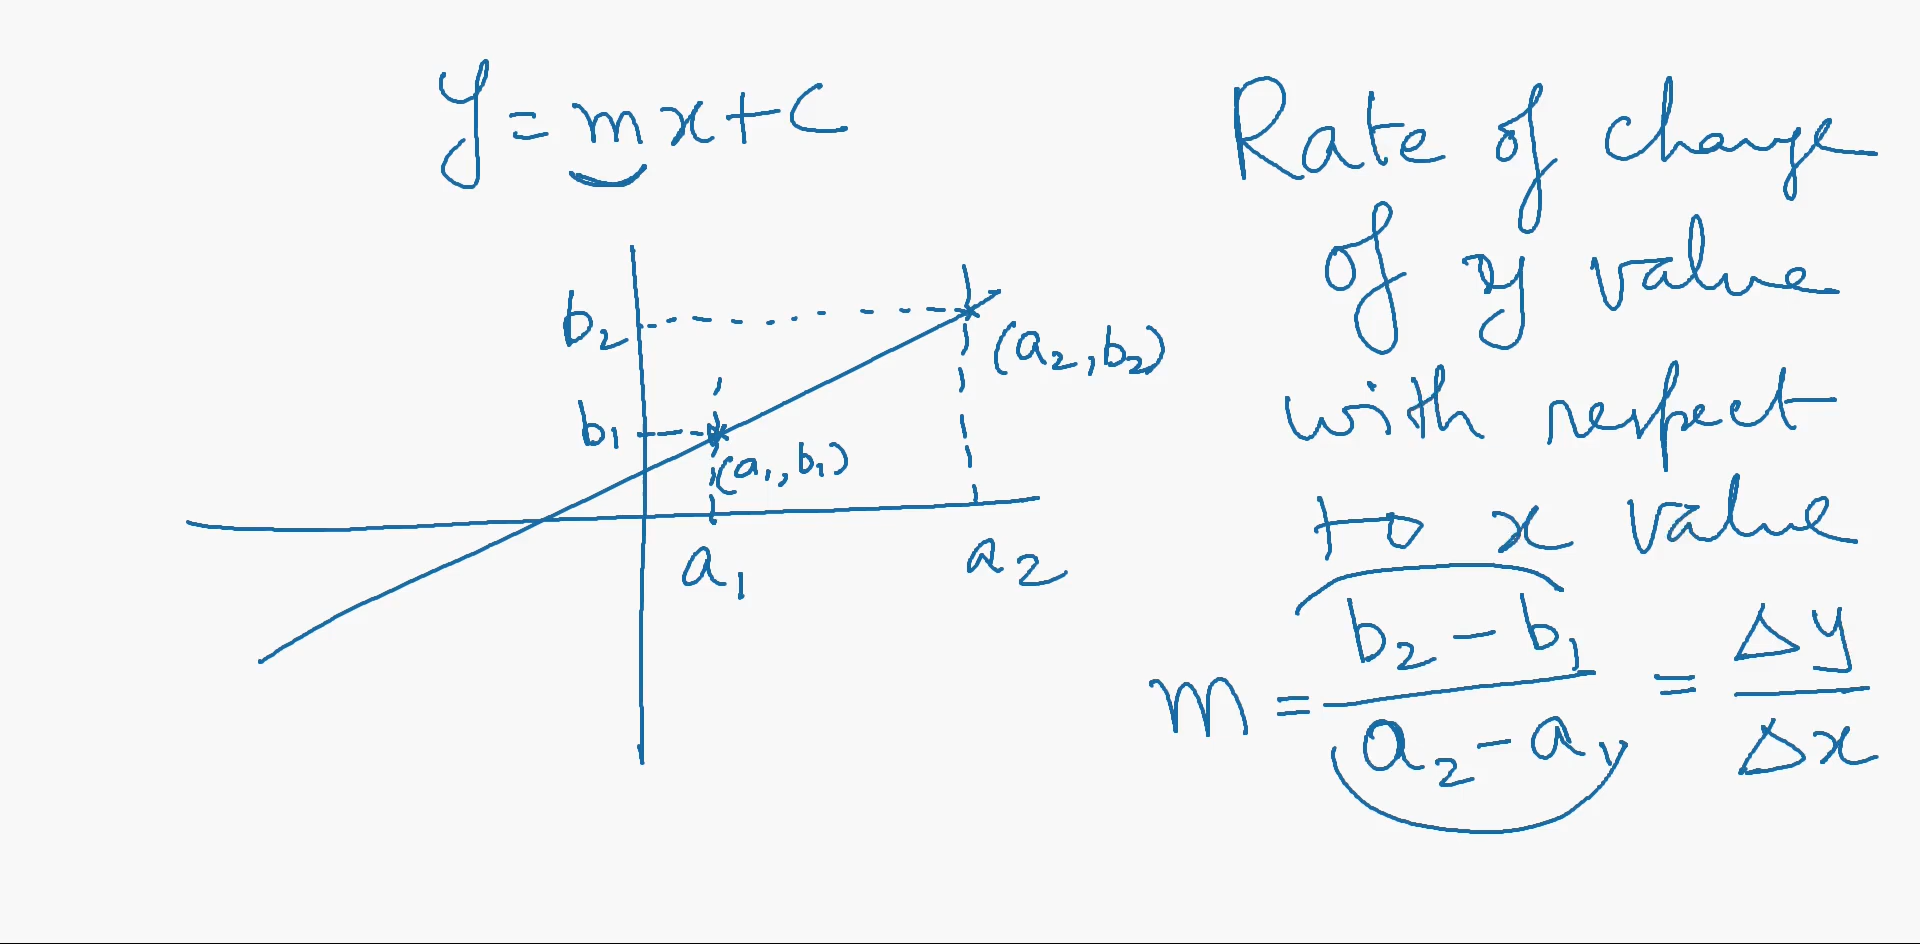 y = mx + c
b2
(a2, b2)
b1
(a1, b1)
a1
a2
Rate of change
of y value
with respect
to x value
m = b2 - b1 / a2 - a1 = Δy / Δx